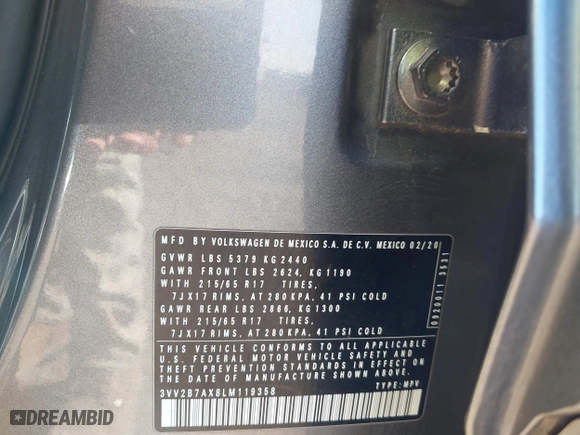 MFD BY VOLKSWAGEN DE MEXICO S.A. DE C.V. MEXICO 02/20
GVWR LBS 5379 KG 2440
GAWR FRONT LBS 2624, KG 1190
WITH 215/65 R17 TIRES,
7JX17 RIMS, AT 280 KPA, 41 PSI COLD
GAWR REAR LBS 2866, KG 1300
WITH 215/65 R17 TIRES,
7JX17 RIMS, AT 280 KPA, 41 PSI COLD
THIS VEHICLE CONFORMS TO ALL APPLICABLE
U.S. FEDERAL MOTOR VEHICLE SAFETY AND
THEFT PREVENTION STANDARDS IN EFFECT ON
THE DATE OF MANUFACTURE SHOWN ABOVE.
3VV2B7AX8LM119358 TYPE: MPV
0920011 3531
DREAMBID